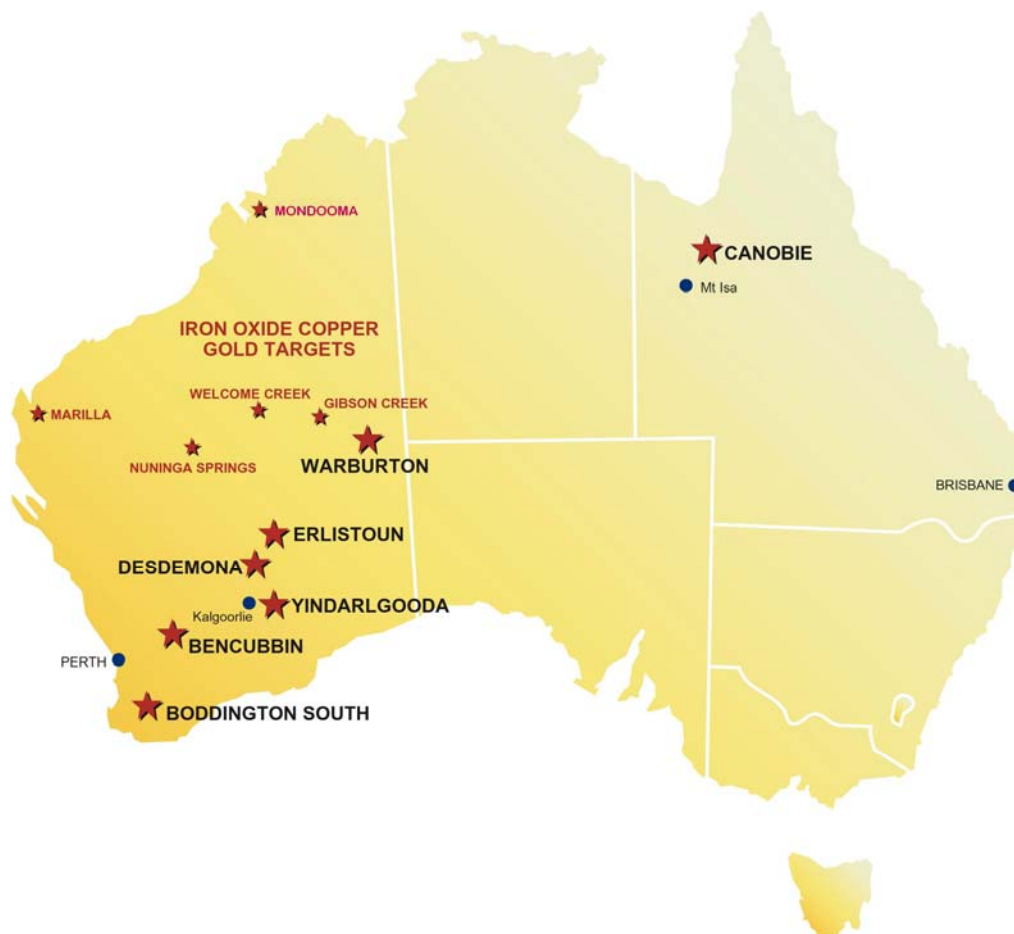 MONDOOMA
CANOBIE
Mt Isa
IRON OXIDE COPPER
GOLD TARGETS
WELCOME CREEK
GIBSON CREEK
MARILLA
NUNINGA SPRINGS
WARBURTON
BRISBANE
ERLISTOUN
DESDEMONA
YINDARLGOODA
Kalgoorlie
BENCUBBIN
PERTH
BODDINGTON SOUTH